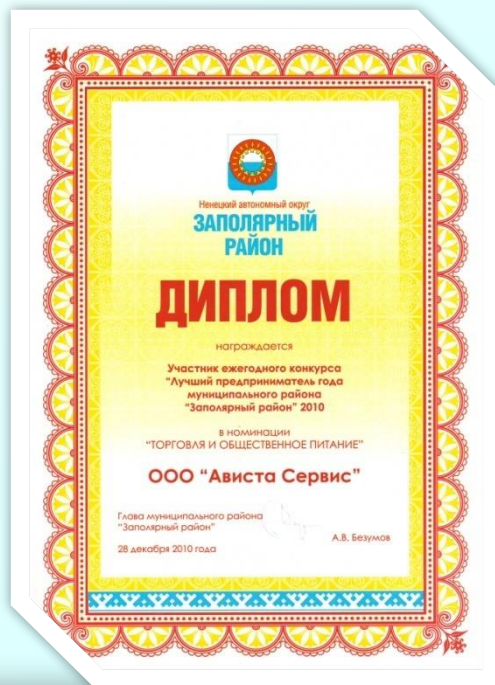 Ненецкий автономный округ
ЗАПОЛЯРНЫЙ
РАЙОН
ДИПЛОМ
награждается
Участник ежегодного конкурса
"Лучший предприниматель года
муниципального района
"Заполярный район" 2010
в номинации
"ТОРГОВЛЯ И ОБЩЕСТВЕННОЕ ПИТАНИЕ"
ООО "Ависта Сервис"
Глава муниципального района
"Заполярный район"
А.В. Безумов
28 декабря 2010 года